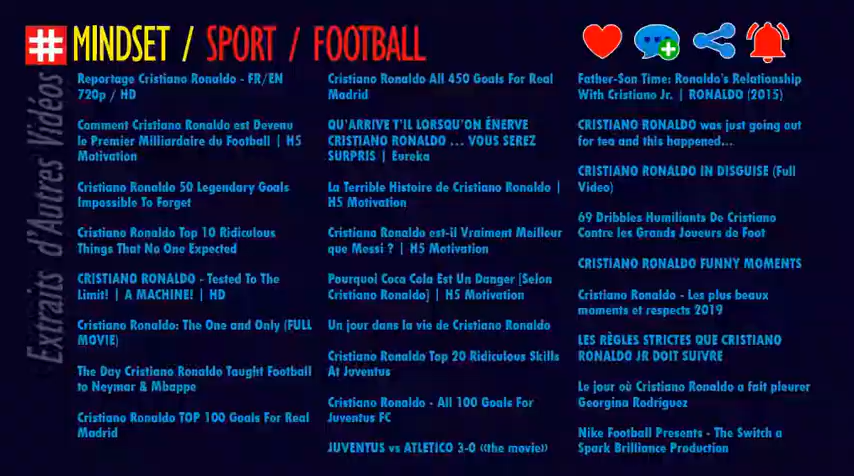 # MINDSET / SPORT / FOOTBALL
Extraits d'Autres Vidéos
Reportage Cristiano Ronaldo - FR/EN
720p / HD
Comment Cristiano Ronaldo est Devenu
le Premier Milliardaire du Football | H5
Motivation
Cristiano Ronaldo 50 Legendary Goals
Impossible To Forget
Cristiano Ronaldo Top 10 Ridiculous
Things That No One Expected
CRISTIANO RONALDO - Tested To The
Limit! | A MACHINE! | HD
Cristiano Ronaldo: The One and Only (FULL
MOVIE)
The Day Cristiano Ronaldo Taught Football
to Neymar & Mbappe
Cristiano Ronaldo TOP 100 Goals For Real
Madrid
Cristiano Ronaldo All 450 Goals For Real
Madrid
QU'ARRIVE T'IL LORSQU'ON ÉNERVE
CRISTIANO RONALDO ... VOUS SEREZ
SURPRIS | Eureka
La Terrible Histoire de Cristiano Ronaldo |
H5 Motivation
Cristiano Ronaldo est-il Vraiment Meilleur
que Messi ? | H5 Motivation
Pourquoi Coca Cola Est Un Danger [Selon
Cristiano Ronaldo] | H5 Motivation
Un jour dans la vie de Cristiano Ronaldo
Cristiano Ronaldo Top 20 Ridiculous Skills
At Juventus
Cristiano Ronaldo - All 100 Goals For
Juventus FC
JUVENTUS vs ATLETICO 3-0 «the movie»
Father-Son Time: Ronaldo's Relationship
With Cristiano Jr. | RONALDO (2015)
CRISTIANO RONALDO was just going out
for tea and this happened...
CRISTIANO RONALDO IN DISGUISE (Full
Video)
69 Dribbles Humiliants De Cristiano
Contre les Grands Joueurs de Foot
CRISTIANO RONALDO FUNNY MOMENTS
Cristiano Ronaldo - Les plus beaux
moments et respects 2019
LES RÈGLES STRICTES QUE CRISTIANO
RONALDO JR DOIT SUIVRE
Le jour où Cristiano Ronaldo a fait pleurer
Georgina Rodriguez
Nike Football Presents - The Switch a
Spark Brilliance Production